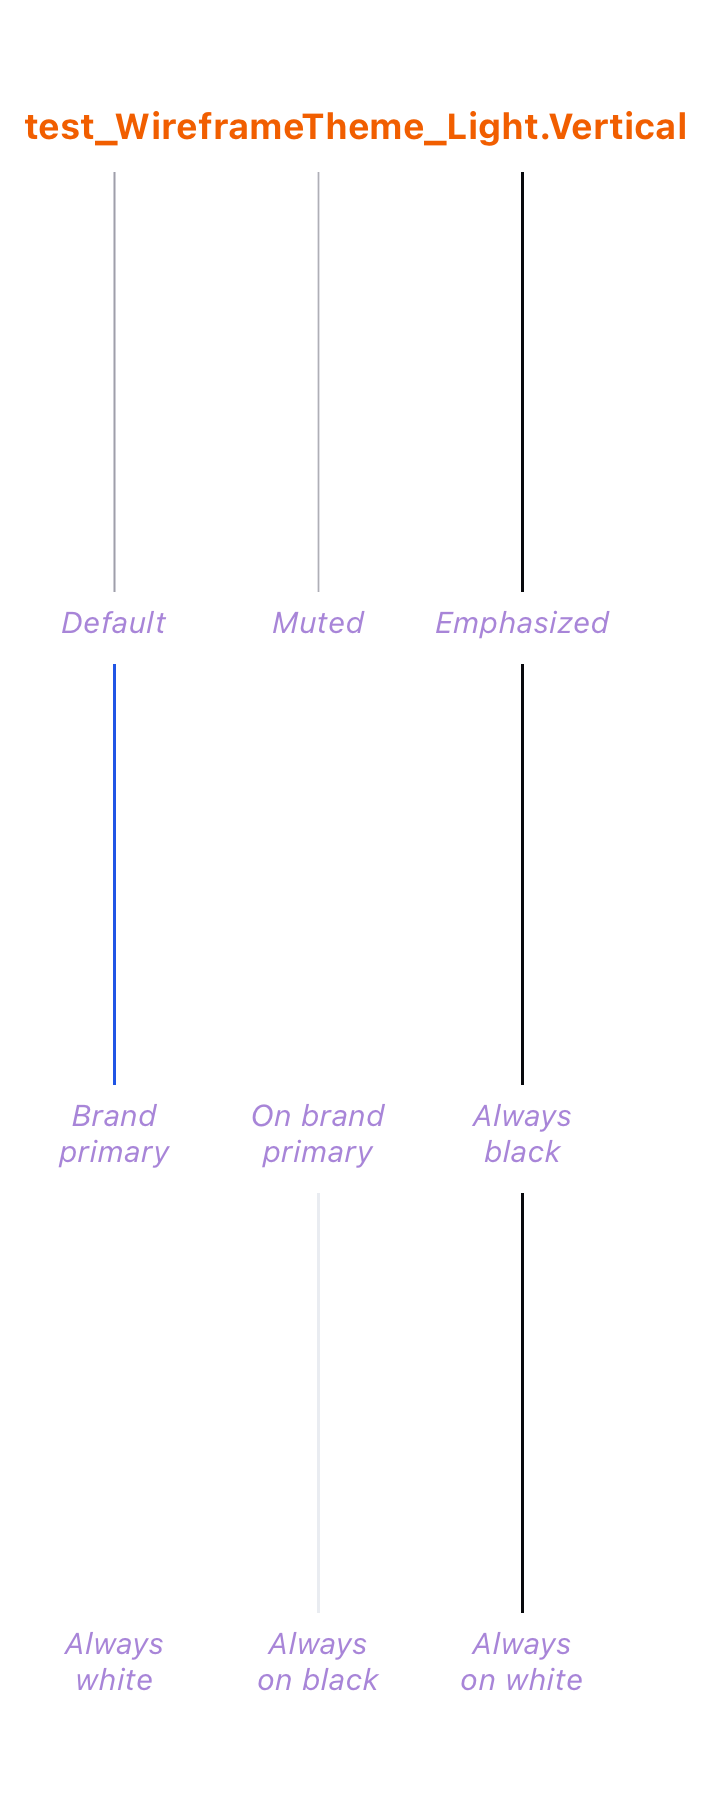 test_WireframeTheme_Light.Vertical
Default
Muted
Emphasized
Brand
primary
On brand
primary
Always
black
Always
white
Always
on black
Always
on white